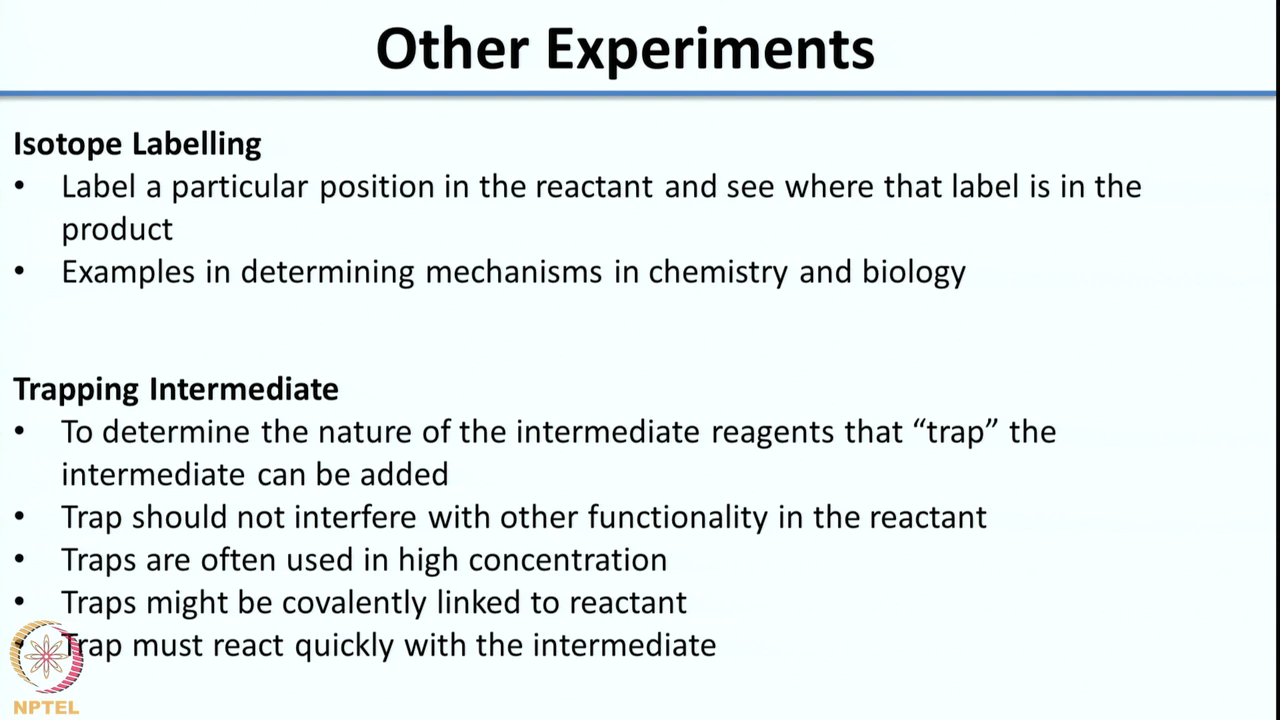 Other Experiments
Isotope Labelling
• Label a particular position in the reactant and see where that label is in the
product
• Examples in determining mechanisms in chemistry and biology
Trapping Intermediate
• To determine the nature of the intermediate reagents that “trap” the
intermediate can be added
• Trap should not interfere with other functionality in the reactant
• Traps are often used in high concentration
• Traps might be covalently linked to reactant
• Trap must react quickly with the intermediate
NPTEL